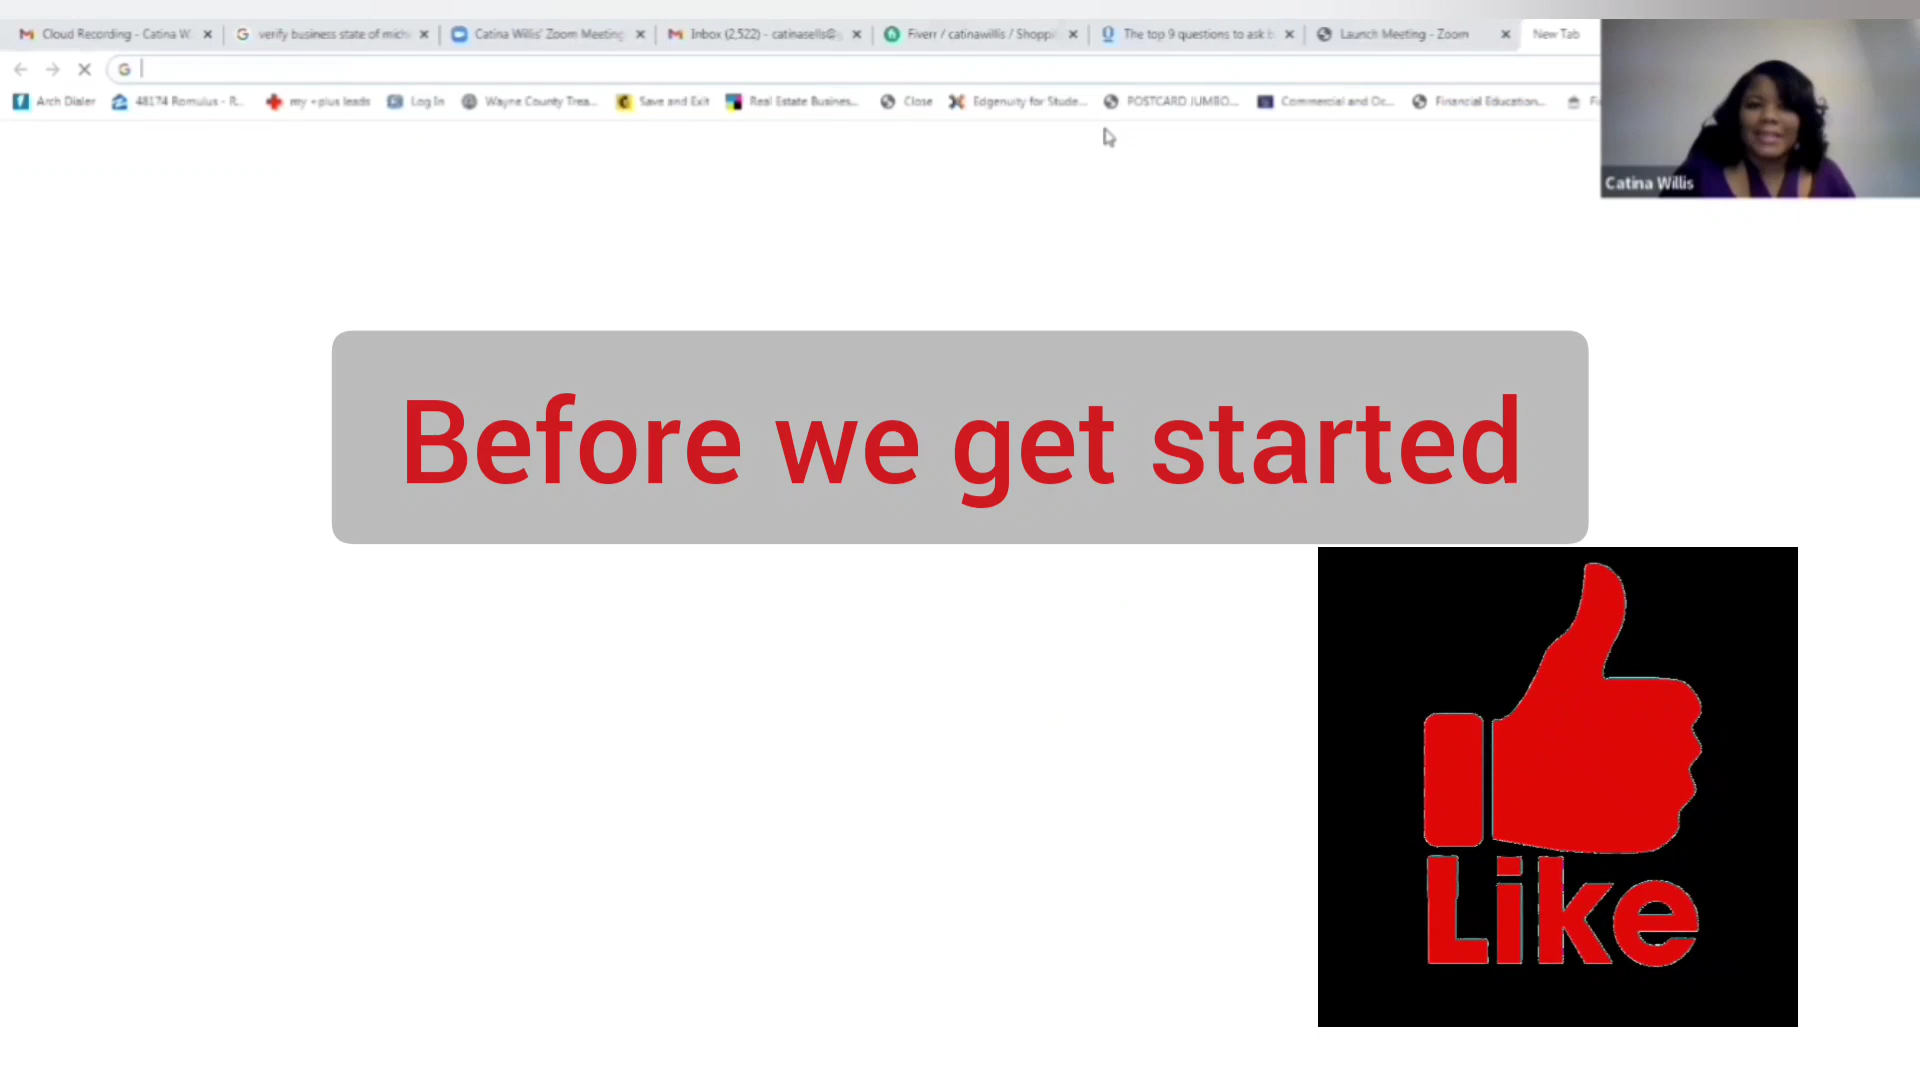 Cloud Recording - Catina W
verify business state of mich
Catina Willis' Zoom Meeting
Inbox (2,522) - catinasells@
Fiverr / catinawillis / Shoppi
The top 9 questions to ask b
Launch Meeting - Zoom
New Tab
Arch Dialer
48174 Romulus - R...
my +plus leads
Log In
Wayne County Trea...
Save and Exit
Real Estate Busines...
Close
Edgenuity for Stude...
POSTCARD JUMBO...
Commercial and Oc...
Financial Education...
Catina Willis
Before we get started
Like